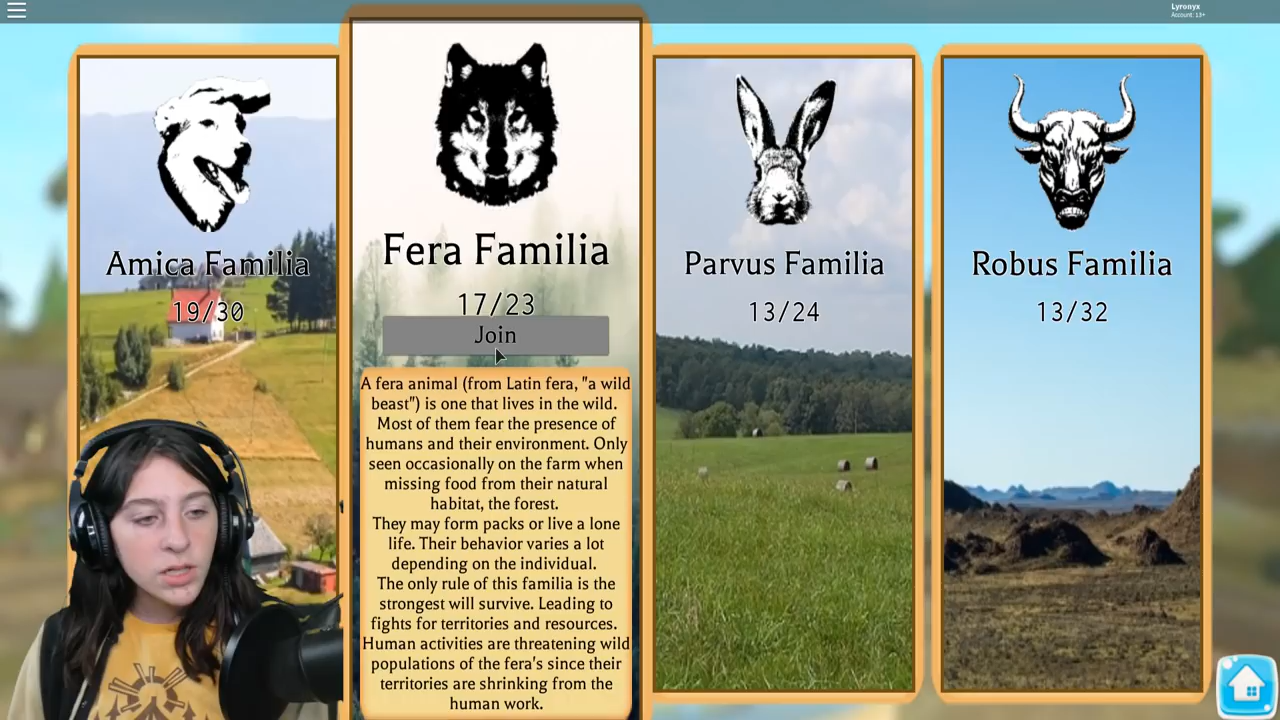 Lyronyx
Account: 13+
Amica Familia
19/30
Fera Familia
17/23
Join
A fera animal (from Latin fera, "a wild
beast") is one that lives in the wild.
Most of them fear the presence of
humans and their environment. Only
seen occasionally on the farm when
missing food from their natural
habitat, the forest.
They may form packs or live a lone
life. Their behavior varies a lot
depending on the individual.
The only rule of this familia is the
strongest will survive. Leading to
fights for territories and resources.
Human activities are threatening wild
populations of the fera's since their
territories are shrinking from the
human work.
Parvus Familia
13/24
Robus Familia
13/32